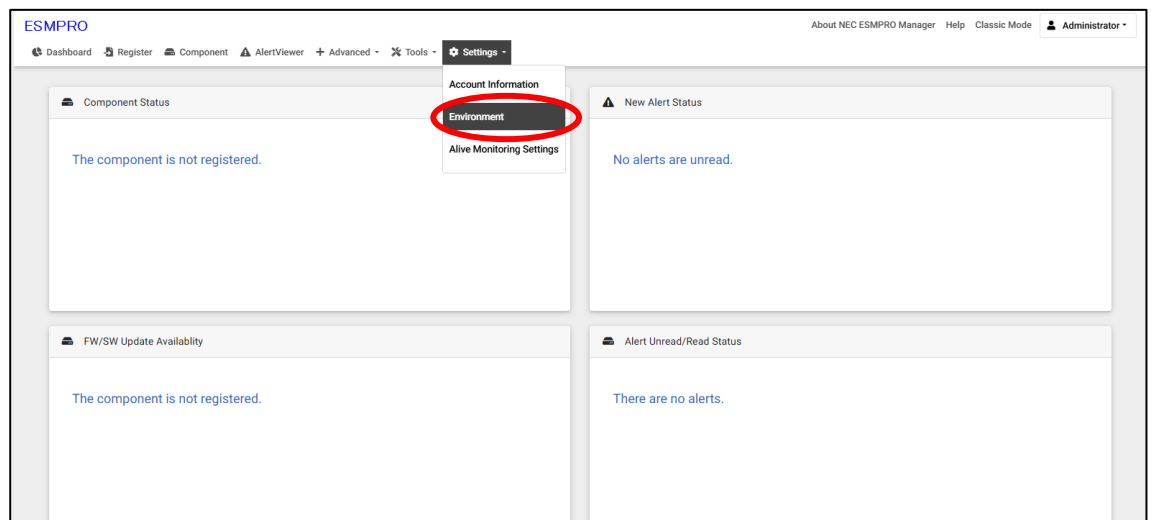 ESMPRO
About NEC ESMPRO Manager Help Classic Mode Administrator
Dashboard Register Component AlertViewer Advanced Tools Settings
Account Information
Environment
Alive Monitoring Settings
Component Status
The component is not registered.
New Alert Status
No alerts are unread.
FW/SW Update Availablity
The component is not registered.
Alert Unread/Read Status
There are no alerts.